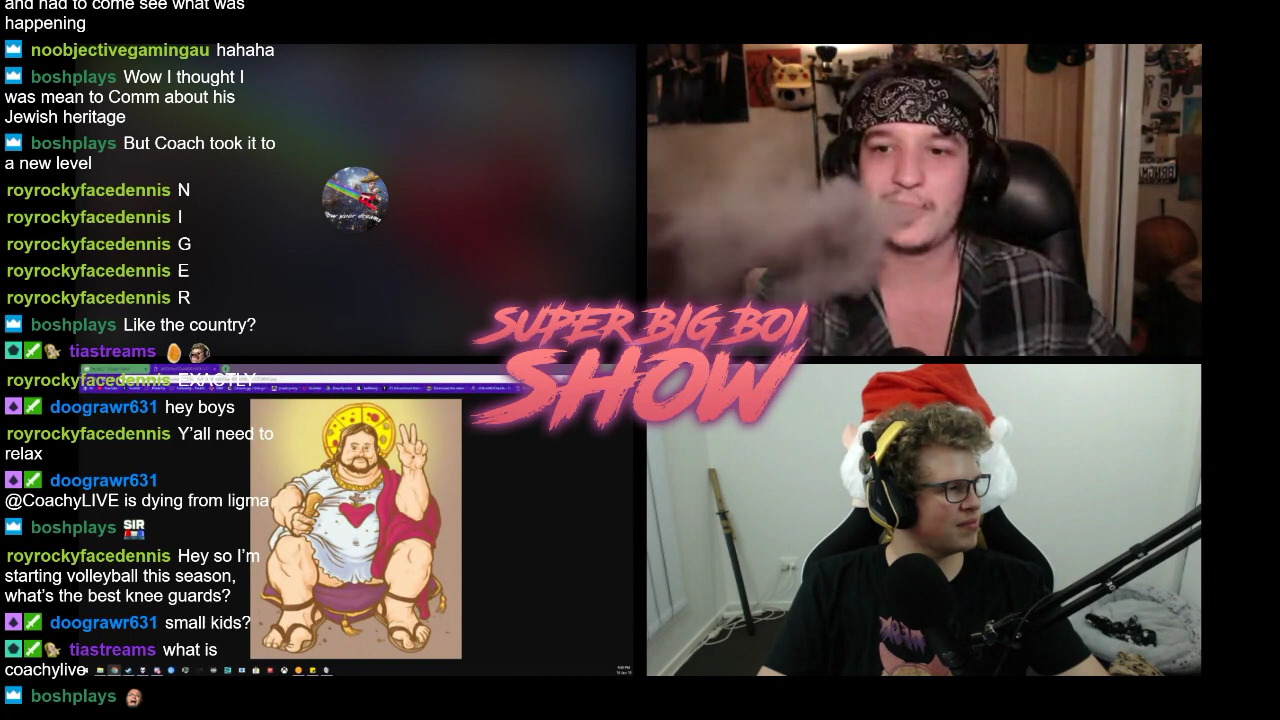 and had to come see what was
happening
noobjectivegamingau hahaha
boshplays Wow I thought I
was mean to Comm about his
Jewish heritage
boshplays But Coach took it to
a new level
royrockyfacedennis N
royrockyfacedennis I
royrockyfacedennis G
royrockyfacedennis E
royrockyfacedennis R
boshplays Like the country?
tiastreams
royrockyfacedennis EXACTLY
doograwr631 hey boys
royrockyfacedennis Y'all need to
relax
doograwr631
@CoachyLIVE is dying from ligma
boshplays SIR
royrockyfacedennis Hey so I'm
starting volleyball this season,
what's the best knee guards?
doograwr631 small kids?
tiastreams what is
coachylive
boshplays
your dreams
SUPER BIG BOI
SHOW